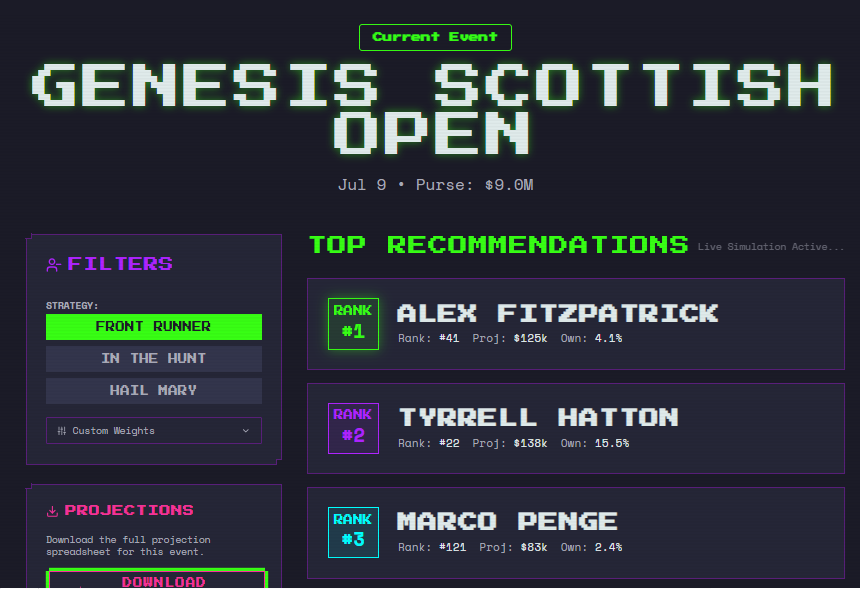 Current Event
GENESIS SCOTTISH
OPEN
Jul 9 • Purse: $9.0M
FILTERS
STRATEGY:
FRONT RUNNER
IN THE HUNT
HAIL MARY
Custom Weights
PROJECTIONS
Download the full projection
spreadsheet for this event.
DOWNLOAD
TOP RECOMMENDATIONS
Live Simulation Active...
RANK
#1
ALEX FITZPATRICK
Rank: #41 Proj: $125k Own: 4.1%
RANK
#2
TYRRELL HATTON
Rank: #22 Proj: $138k Own: 15.5%
RANK
#3
MARCO PENGE
Rank: #121 Proj: $83k Own: 2.4%